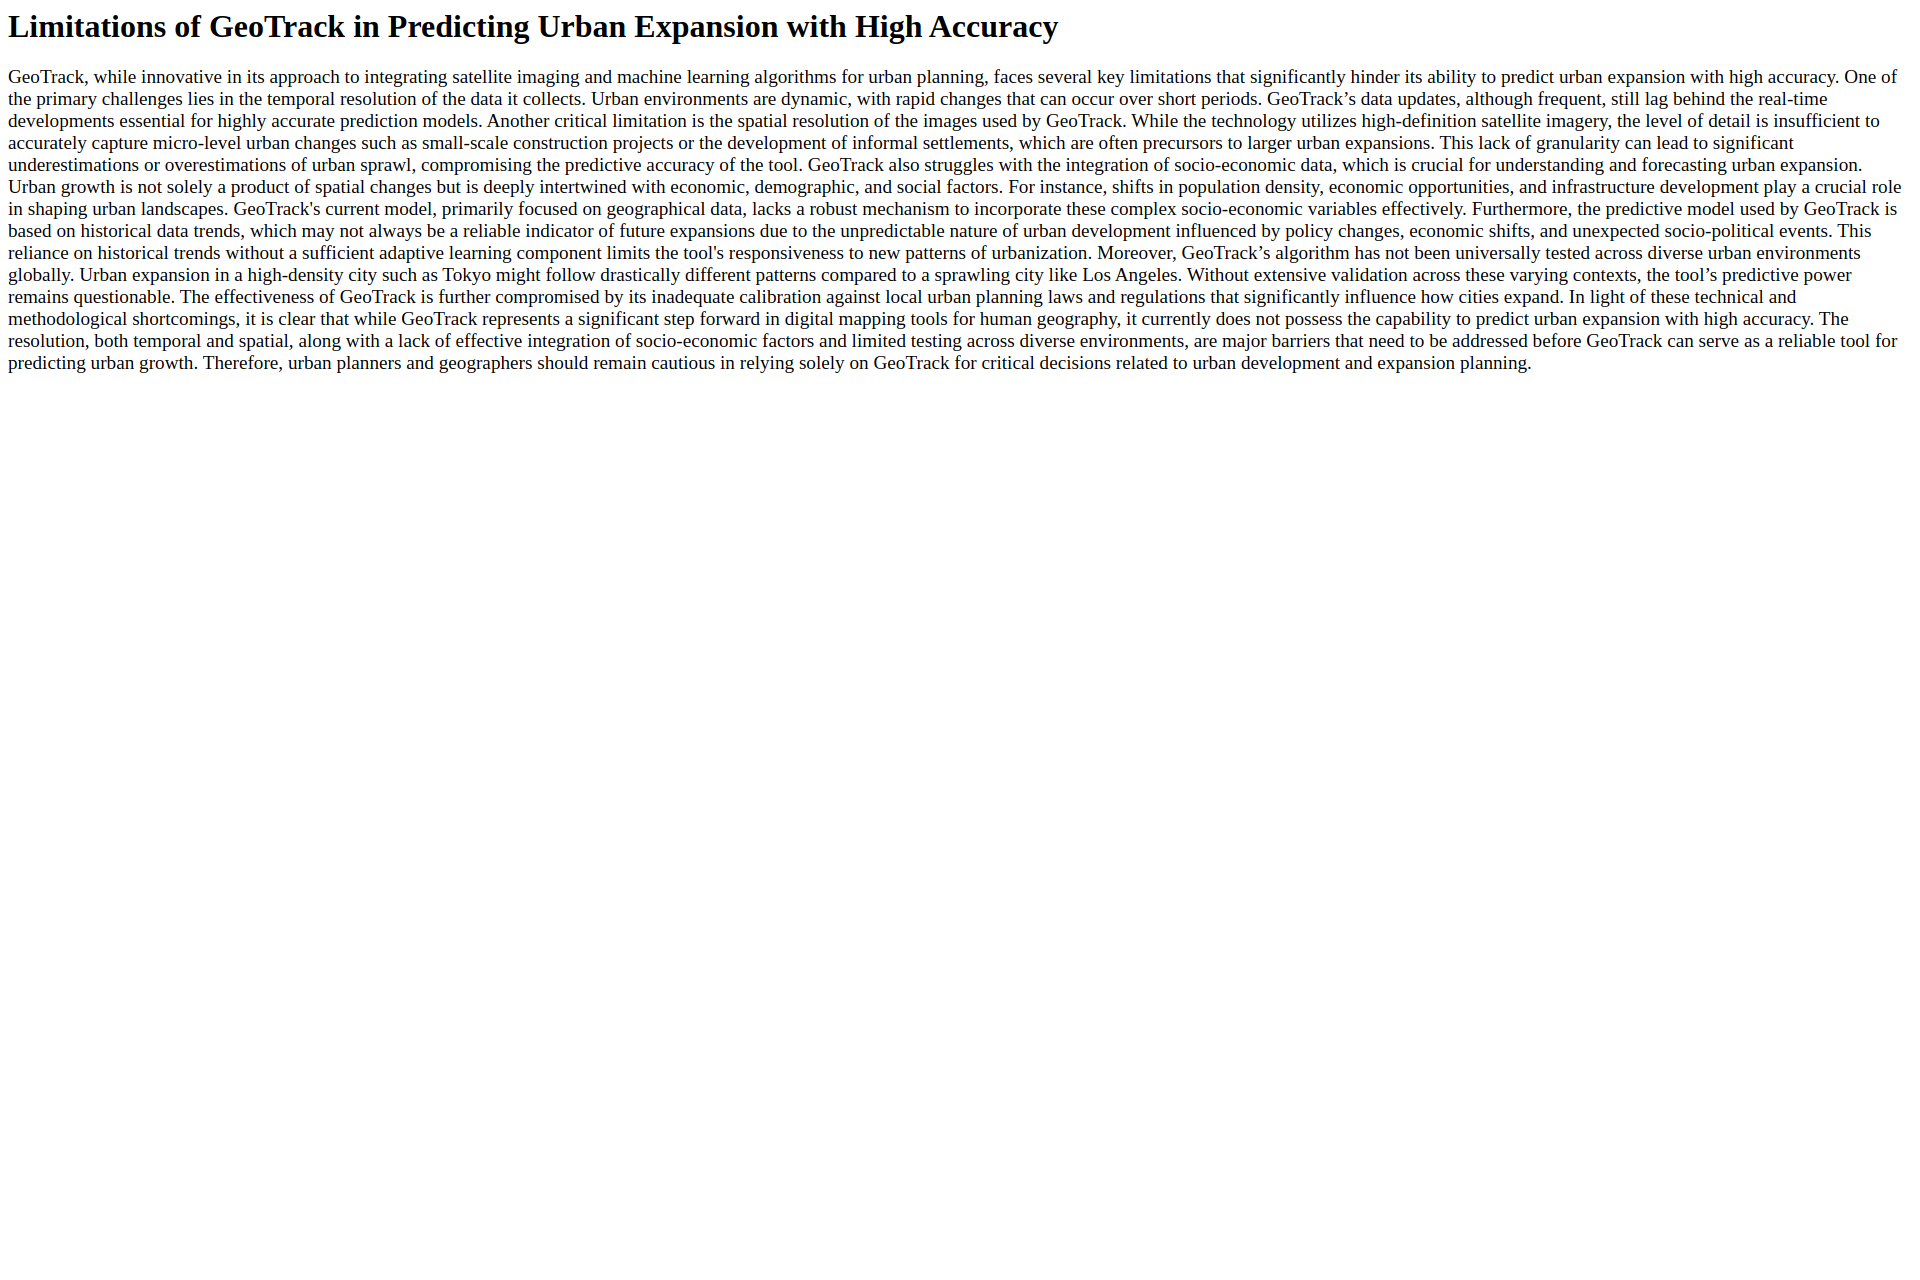 Limitations of GeoTrack in Predicting Urban Expansion with High Accuracy
GeoTrack, while innovative in its approach to integrating satellite imaging and machine learning algorithms for urban planning, faces several key limitations that significantly hinder its ability to predict urban expansion with high accuracy. One of
the primary challenges lies in the temporal resolution of the data it collects. Urban environments are dynamic, with rapid changes that can occur over short periods. GeoTrack’s data updates, although frequent, still lag behind the real-time
developments essential for highly accurate prediction models. Another critical limitation is the spatial resolution of the images used by GeoTrack. While the technology utilizes high-definition satellite imagery, the level of detail is insufficient to
accurately capture micro-level urban changes such as small-scale construction projects or the development of informal settlements, which are often precursors to larger urban expansions. This lack of granularity can lead to significant
underestimations or overestimations of urban sprawl, compromising the predictive accuracy of the tool. GeoTrack also struggles with the integration of socio-economic data, which is crucial for understanding and forecasting urban expansion.
Urban growth is not solely a product of spatial changes but is deeply intertwined with economic, demographic, and social factors. For instance, shifts in population density, economic opportunities, and infrastructure development play a crucial role
in shaping urban landscapes. GeoTrack's current model, primarily focused on geographical data, lacks a robust mechanism to incorporate these complex socio-economic variables effectively. Furthermore, the predictive model used by GeoTrack is
based on historical data trends, which may not always be a reliable indicator of future expansions due to the unpredictable nature of urban development influenced by policy changes, economic shifts, and unexpected socio-political events. This
reliance on historical trends without a sufficient adaptive learning component limits the tool's responsiveness to new patterns of urbanization. Moreover, GeoTrack’s algorithm has not been universally tested across diverse urban environments
globally. Urban expansion in a high-density city such as Tokyo might follow drastically different patterns compared to a sprawling city like Los Angeles. Without extensive validation across these varying contexts, the tool’s predictive power
remains questionable. The effectiveness of GeoTrack is further compromised by its inadequate calibration against local urban planning laws and regulations that significantly influence how cities expand. In light of these technical and
methodological shortcomings, it is clear that while GeoTrack represents a significant step forward in digital mapping tools for human geography, it currently does not possess the capability to predict urban expansion with high accuracy. The
resolution, both temporal and spatial, along with a lack of effective integration of socio-economic factors and limited testing across diverse environments, are major barriers that need to be addressed before GeoTrack can serve as a reliable tool for
predicting urban growth. Therefore, urban planners and geographers should remain cautious in relying solely on GeoTrack for critical decisions related to urban development and expansion planning.